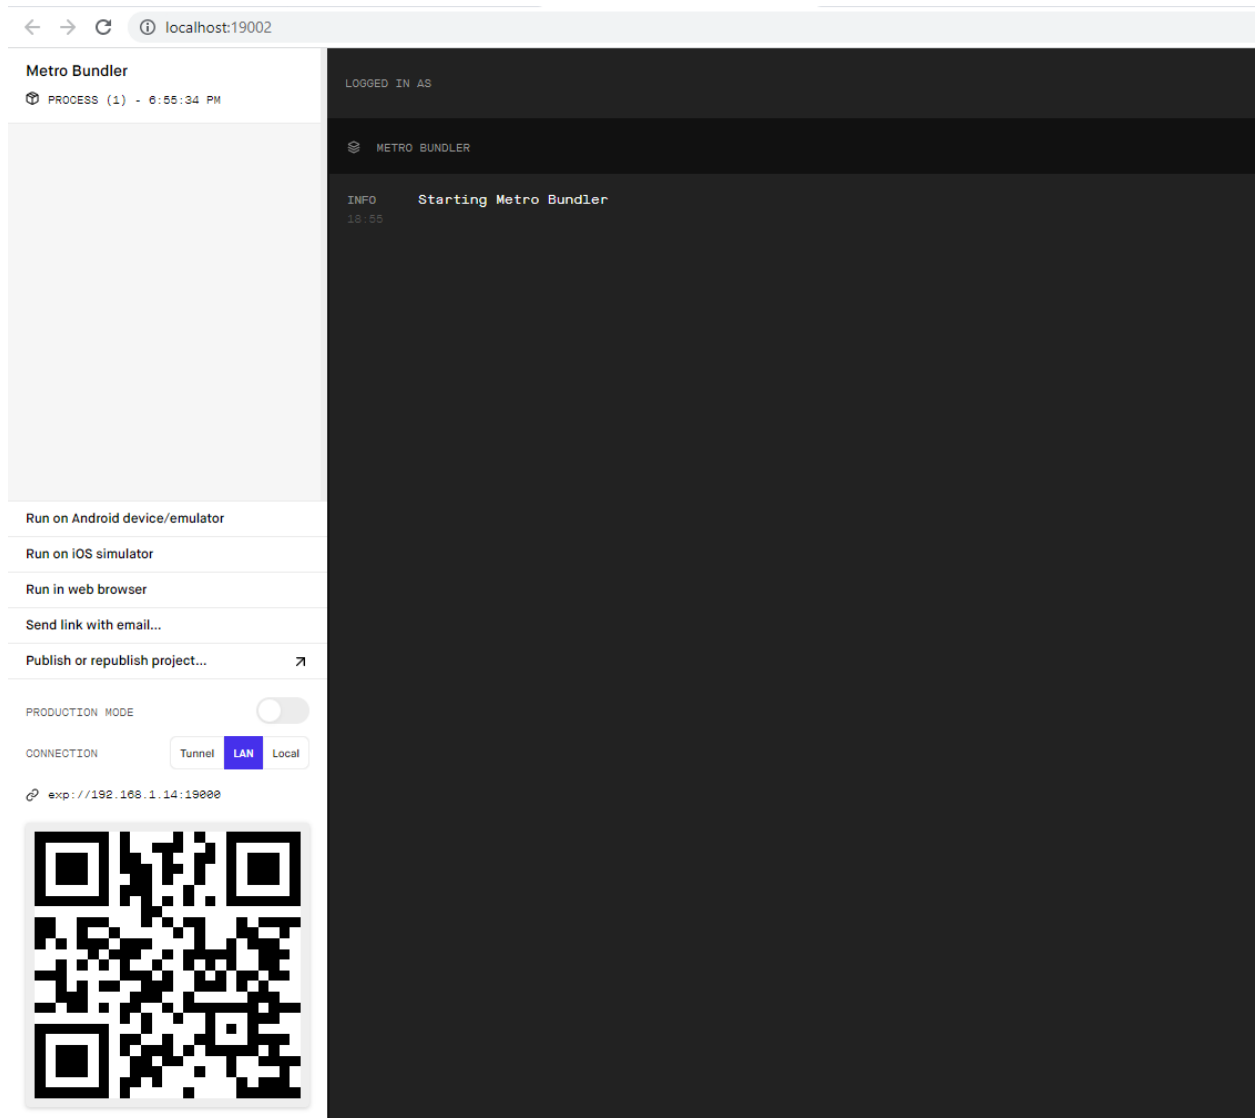 localhost:19002
Metro Bundler
PROCESS (1) - 6:55:34 PM
LOGGED IN AS
METRO BUNDLER
INFO Starting Metro Bundler
18:55
Run on Android device/emulator
Run on iOS simulator
Run in web browser
Send link with email...
Publish or republish project...
PRODUCTION MODE
CONNECTION Tunnel LAN Local
exp://192.168.1.14:19000